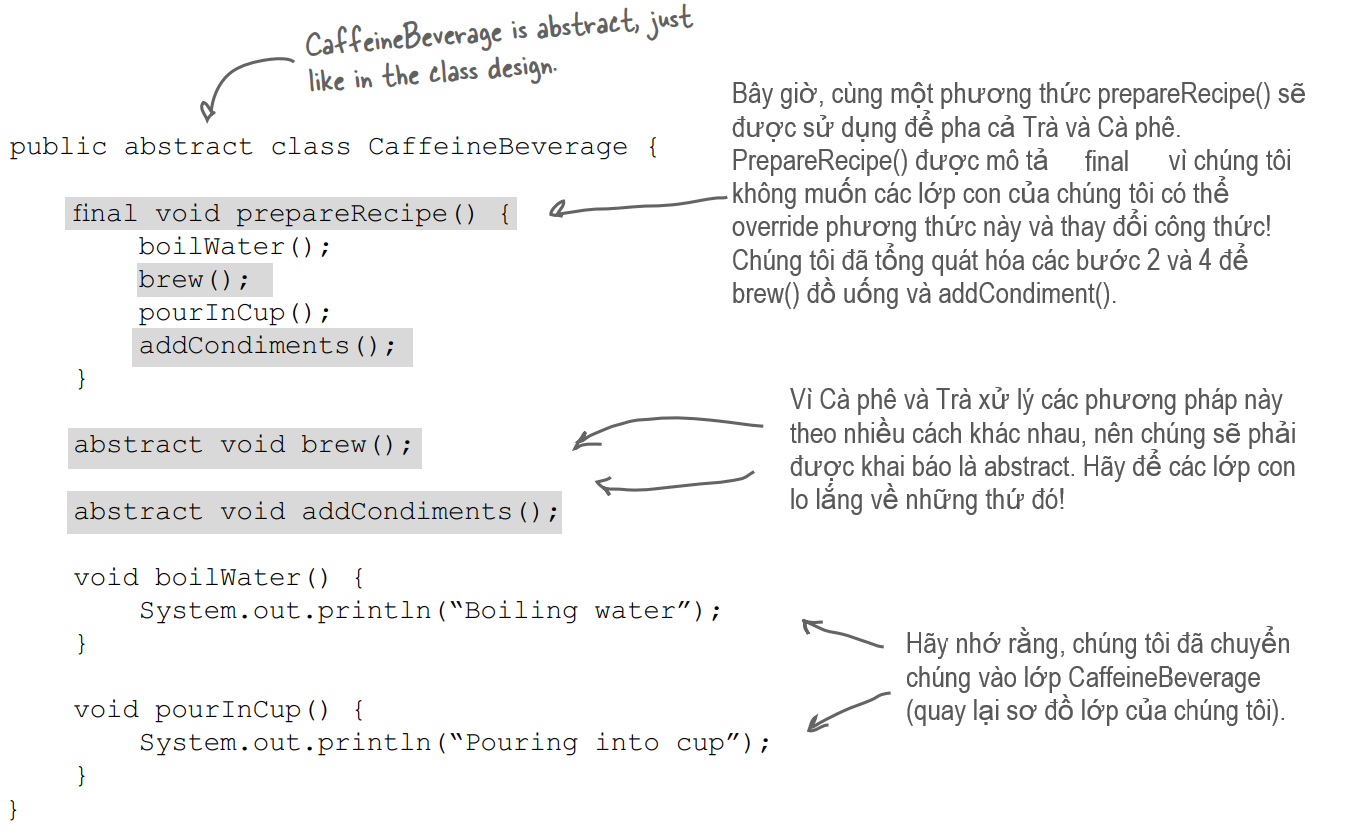 CaffeineBeverage is abstract, just
like in the class design.
public abstract class CaffeineBeverage {
final void prepareRecipe() {
boilWater();
brew();
pourInCup();
addCondiments();
}
Bây giờ, cùng một phương thức prepareRecipe() sẽ
được sử dụng để pha cả Trà và Cà phê.
PrepareRecipe() được mô tả final vì chúng tôi
không muốn các lớp con của chúng tôi có thể
override phương thức này và thay đổi công thức!
Chúng tôi đã tổng quát hóa các bước 2 và 4 để
brew() đồ uống và addCondiment().
abstract void brew();
abstract void addCondiments();
Vì Cà phê và Trà xử lý các phương pháp này
theo nhiều cách khác nhau, nên chúng sẽ phải
được khai báo là abstract. Hãy để các lớp con
lo lắng về những thứ đó!
void boilWater() {
System.out.println(“Boiling water”);
}
void pourInCup() {
System.out.println(“Pouring into cup”);
}
}
Hãy nhớ rằng, chúng tôi đã chuyển
chúng vào lớp CaffeineBeverage
(quay lại sơ đồ lớp của chúng tôi).